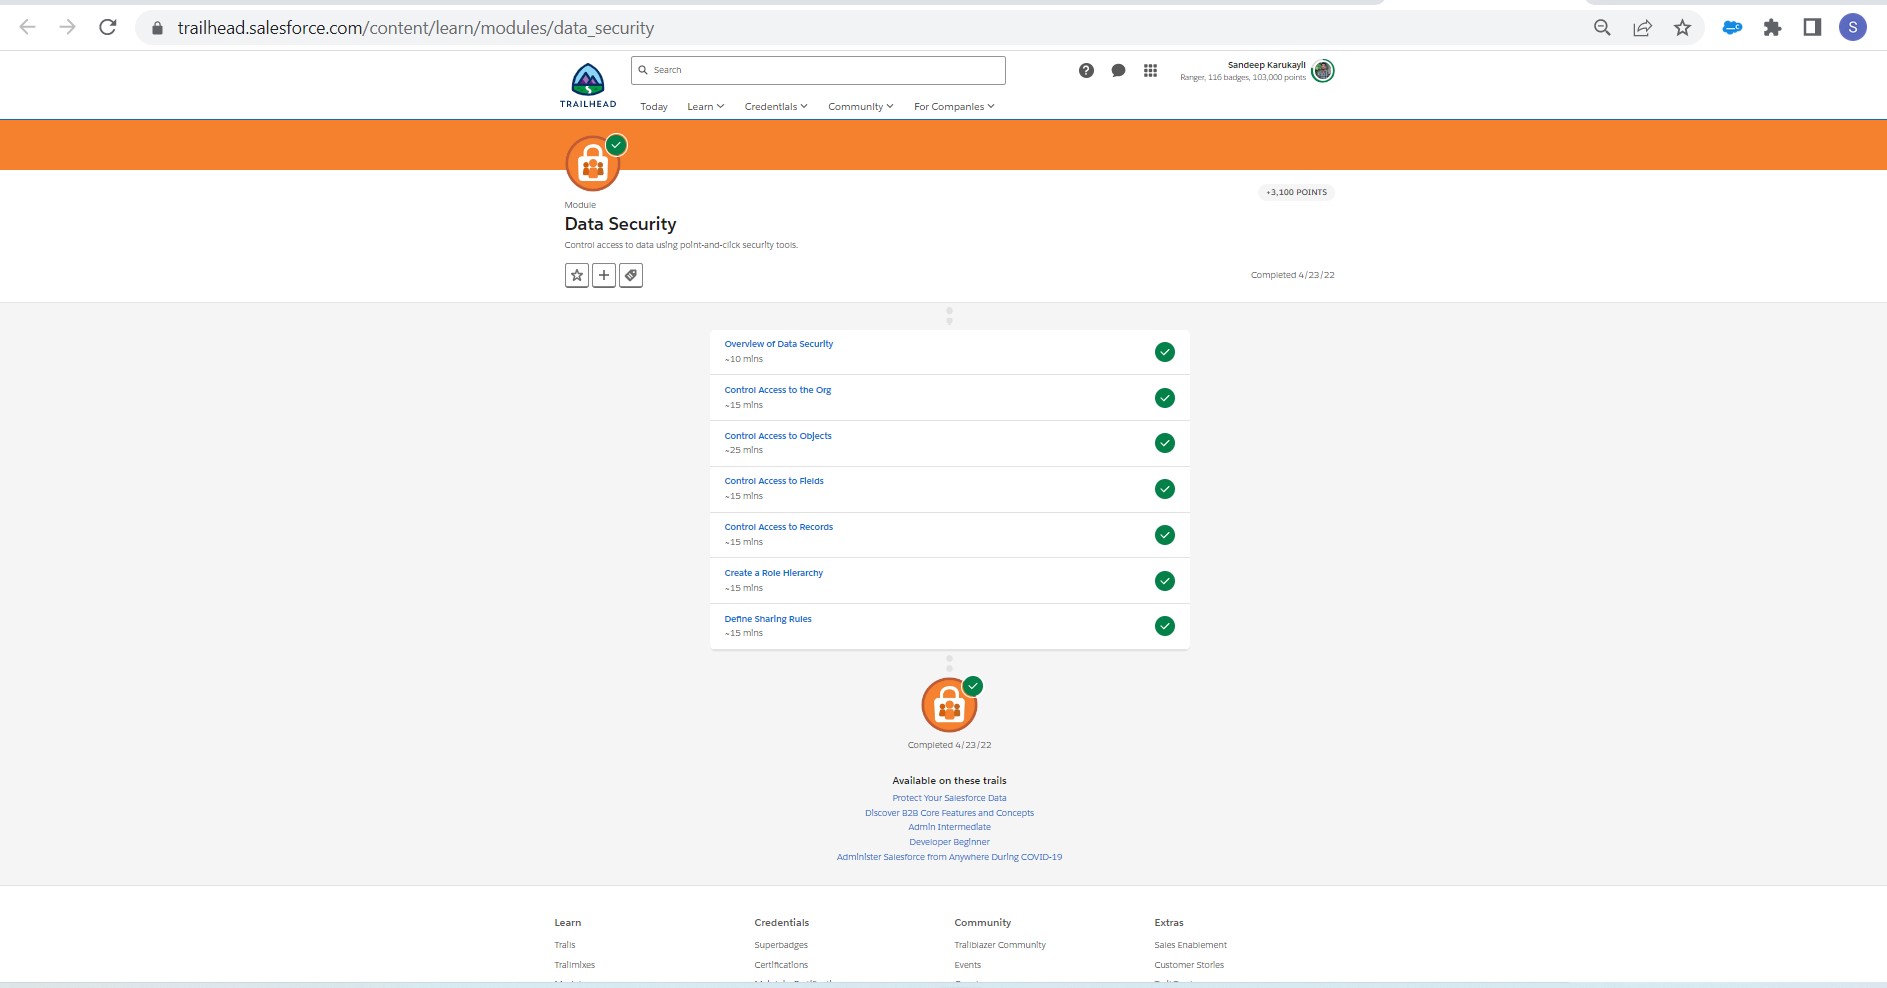 trailhead.salesforce.com/content/learn/modules/data_security
S
TRAILHEAD
Search
Sandeep Karukayil
Ranger, 116 badges, 103,000 points
Today
Learn
Credentials
Community
For Companies
+3,100 POINTS
Module
Data Security
Control access to data using point-and-click security tools.
Completed 4/23/22
Overview of Data Security
~10 mins
Control Access to the Org
~15 mins
Control Access to Objects
~25 mins
Control Access to Fields
~15 mins
Control Access to Records
~15 mins
Create a Role Hierarchy
~15 mins
Define Sharing Rules
~15 mins
Completed 4/23/22
Available on these trails
Protect Your Salesforce Data
Discover B2B Core Features and Concepts
Admin Intermediate
Developer Beginner
Administer Salesforce from Anywhere During COVID-19
Learn
Trails
Trailmixes
Credentials
Superbadges
Certifications
Community
Trailblazer Community
Events
Extras
Sales Enablement
Customer Stories